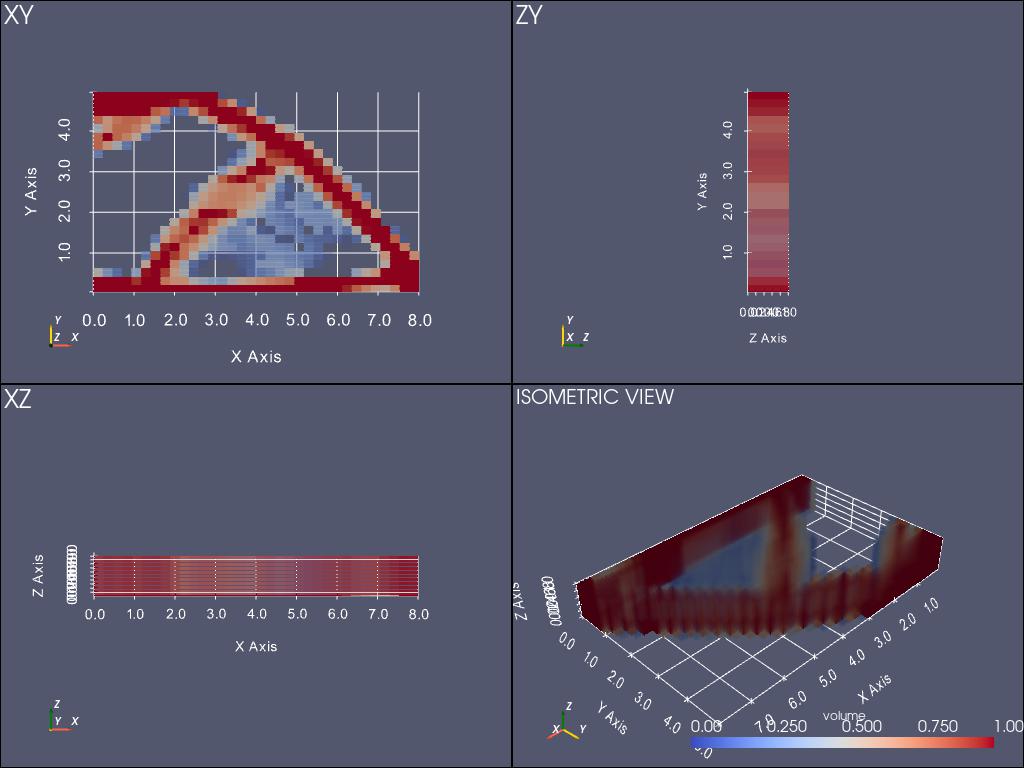 XY
4.0
3.0
2.0
1.0
Y Axis
0.0 1.0 2.0 3.0 4.0 5.0 6.0 7.0 8.0
X Axis
Y
Z X
ZY
4.0
3.0
2.0
1.0
Y Axis
Z Axis
Y
X Z
XZ
Z Axis
0.0 1.0 2.0 3.0 4.0 5.0 6.0 7.0 8.0
X Axis
Z
Y X
ISOMETRIC VIEW
Z Axis
0.0 1.0 2.0 3.0 4.0
Y Axis
1.0 2.0 3.0 4.0 5.0 6.0
X Axis
Z
X Y
volume
0.00 0.250 0.500 0.750 1.00